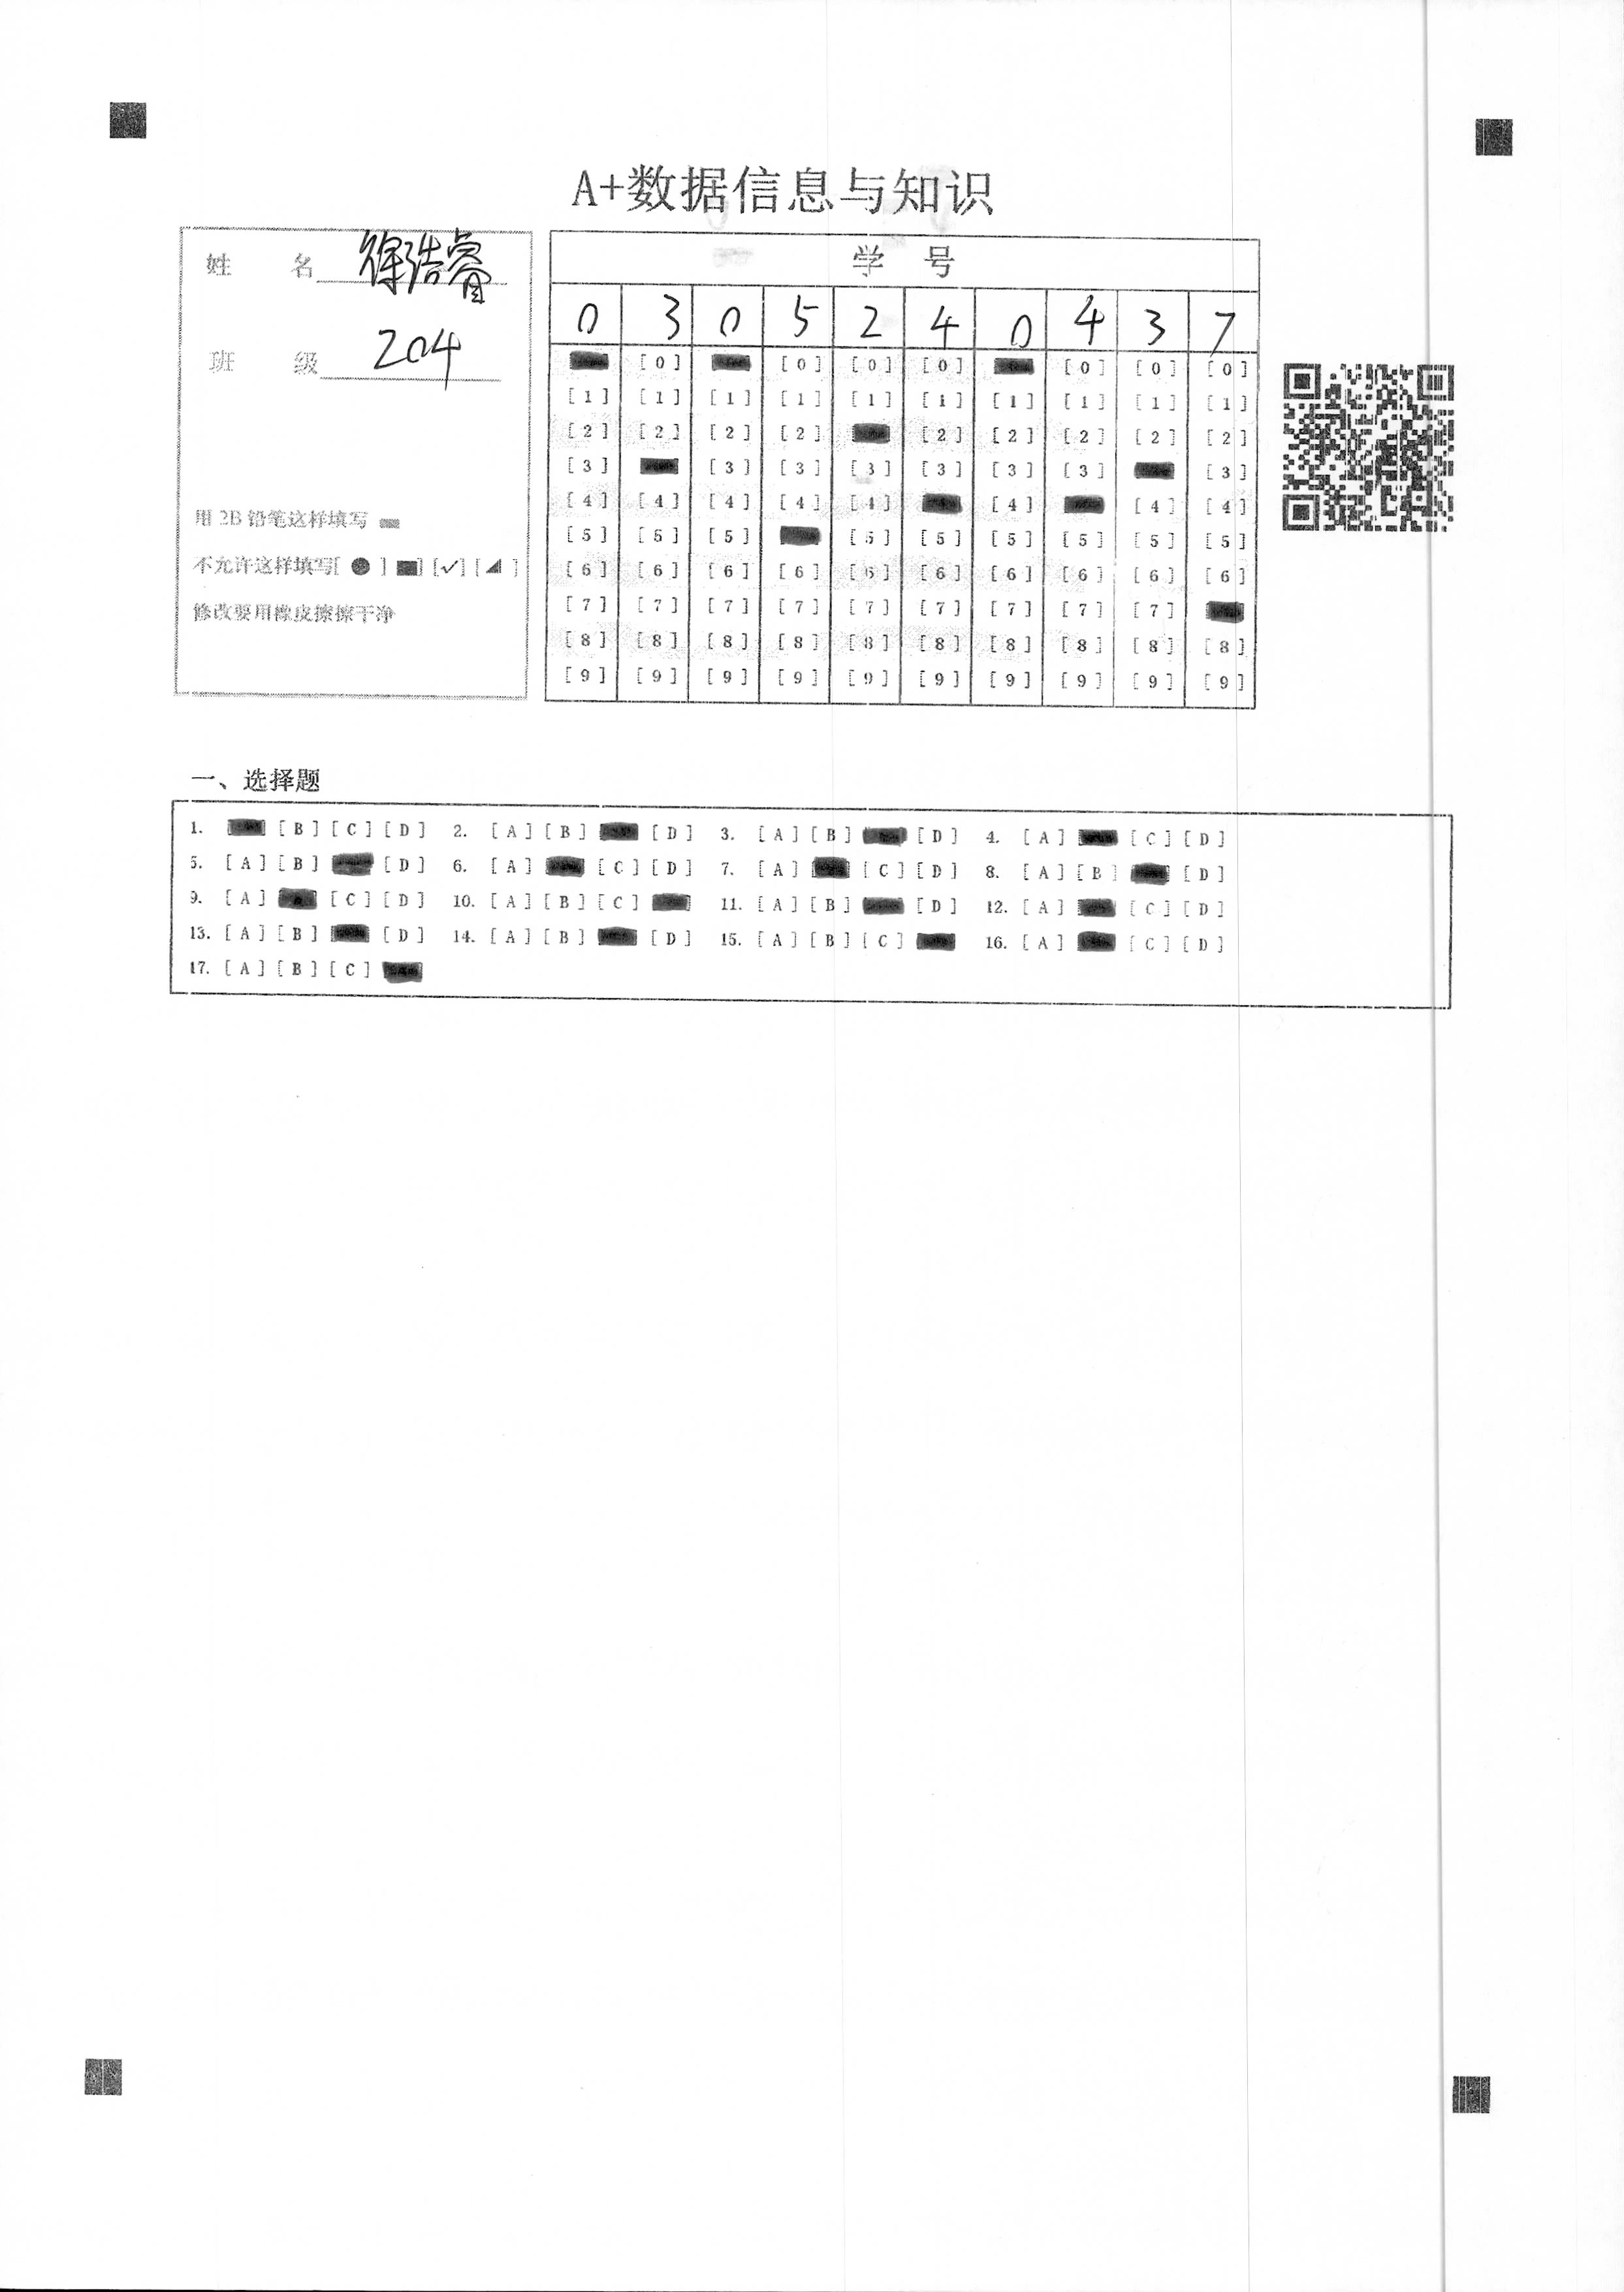 A+数据信息与知识
姓 名 徐浩睿
班 级 204
用 2B 铅笔这样填写
不允许这样填写[ ● ] ■] [✓] [◢ ]
修改要用橡皮擦擦干净
学 号
0 3 0 5 2 4 0 4 3 7
[0] [0] [0] [0] [0] [0] [0]
[1] [1] [1] [1] [1] [1] [1] [1] [1] [1]
[2] [2] [2] [2] [2] [2] [2] [2] [2]
[3] [3] [3] [3] [3] [3] [3] [3]
[4] [4] [4] [4] [4] [4] [4] [4]
[5] [5] [5] [5] [5] [5] [5] [5] [5]
[6] [6] [6] [6] [6] [6] [6] [6] [6] [6]
[7] [7] [7] [7] [7] [7] [7] [7] [7]
[8] [8] [8] [8] [8] [8] [8] [8] [8] [8]
[9] [9] [9] [9] [9] [9] [9] [9] [9] [9]
一、选择题
1. [B] [C] [D] 2. [A] [B] [D] 3. [A] [B] [D] 4. [A] [C] [D]
5. [A] [B] [D] 6. [A] [C] [D] 7. [A] [C] [D] 8. [A] [B] [D]
9. [A] [C] [D] 10. [A] [B] [C] 11. [A] [B] [D] 12. [A] [C] [D]
13. [A] [B] [D] 14. [A] [B] [D] 15. [A] [B] [C] 16. [A] [C] [D]
17. [A] [B] [C]